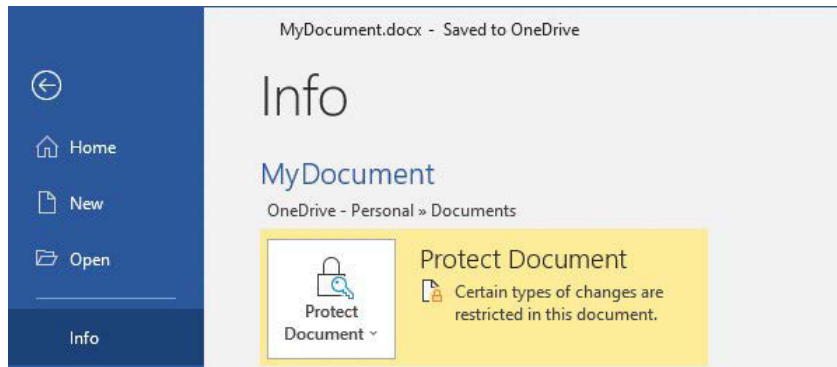 MyDocument.docx - Saved to OneDrive
Info
Home
New
Open
Info
MyDocument
OneDrive - Personal » Documents
Protect Document
Protect Document
Certain types of changes are
restricted in this document.